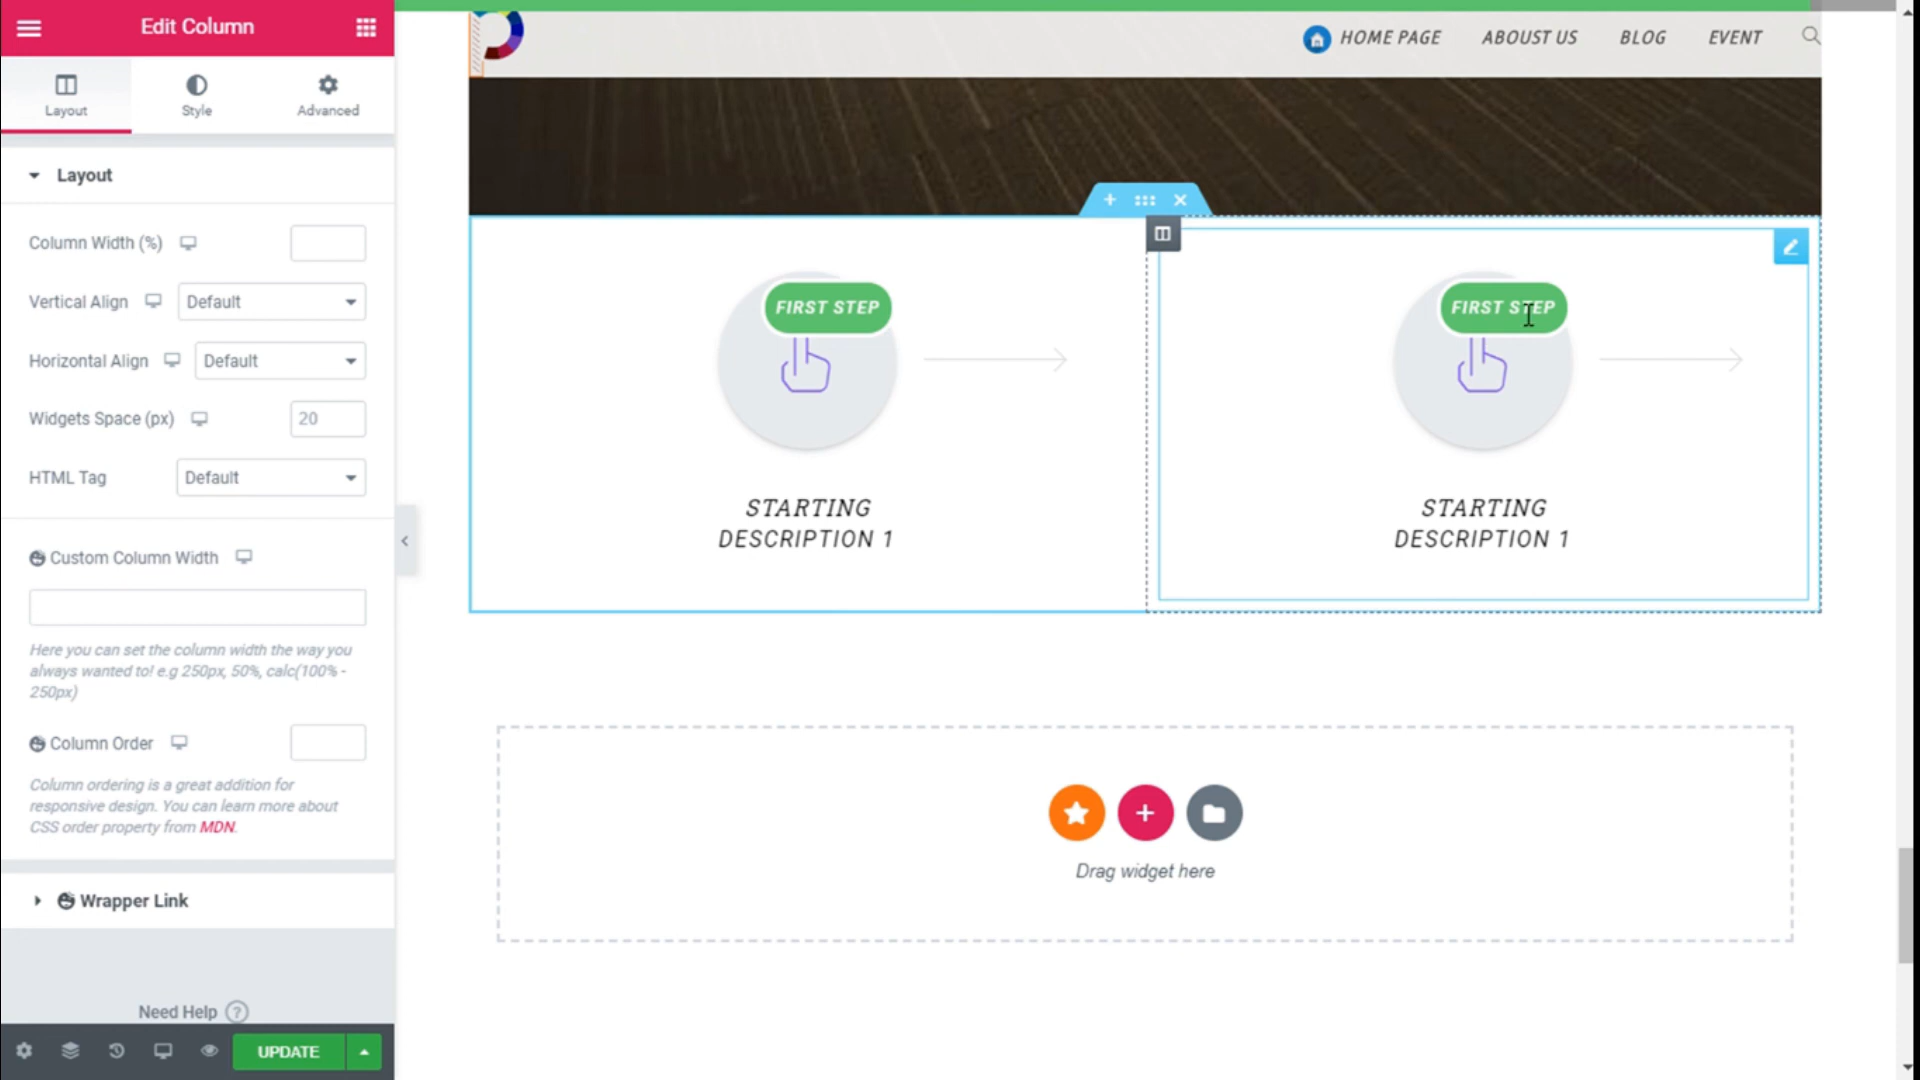 Edit Column
Layout
Style
Advanced
Layout
Column Width (%)
Vertical Align
Default
Horizontal Align
Default
Widgets Space (px)
20
HTML Tag
Default
Custom Column Width
Here you can set the column width the way you
always wanted to! e.g 250px, 50%, calc(100% -
250px)
Column Order
Column ordering is a great addition for
responsive design. You can learn more about
CSS order property from MDN.
Wrapper Link
Need Help ?
UPDATE
HOME PAGE
ABOUST US
BLOG
EVENT
FIRST STEP
STARTING
DESCRIPTION 1
FIRST STEP
STARTING
DESCRIPTION 1
Drag widget here